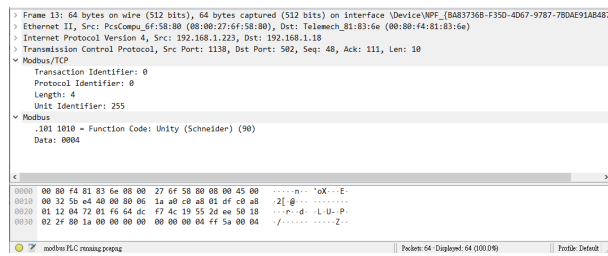 > Frame 13: 64 bytes on wire (512 bits), 64 bytes captured (512 bits) on interface \Device\NPF_{BA83736B-F35D-4D67-9787-7BDAE91AB487
> Ethernet II, Src: PcsCompu_6f:58:80 (08:00:27:6f:58:80), Dst: Telemech_81:83:6e (00:80:f4:81:83:6e)
> Internet Protocol Version 4, Src: 192.168.1.223, Dst: 192.168.1.18
> Transmission Control Protocol, Src Port: 1138, Dst Port: 502, Seq: 48, Ack: 111, Len: 10
Modbus/TCP
Transaction Identifier: 0
Protocol Identifier: 0
Length: 4
Unit Identifier: 255
Modbus
.101 1010 = Function Code: Unity (Schneider) (90)
Data: 0004
0000 00 80 f4 81 83 6e 08 00 27 6f 58 80 08 00 45 00 ·····n·· 'oX···E·
0010 00 32 5b e4 40 00 80 06 1a a0 c0 a8 01 df c0 a8 ·2[·@··· ········
0020 01 12 04 72 01 f6 64 dc f7 4c 19 55 2d ee 50 18 ···r··d· ·L·U-·P·
0030 02 2f 80 1a 00 00 00 00 00 00 00 04 ff 5a 00 04 ·/······ ·····Z··
modbus PLC running.pcapng
Packets: 64 · Displayed: 64 (100.0%)
Profile: Default